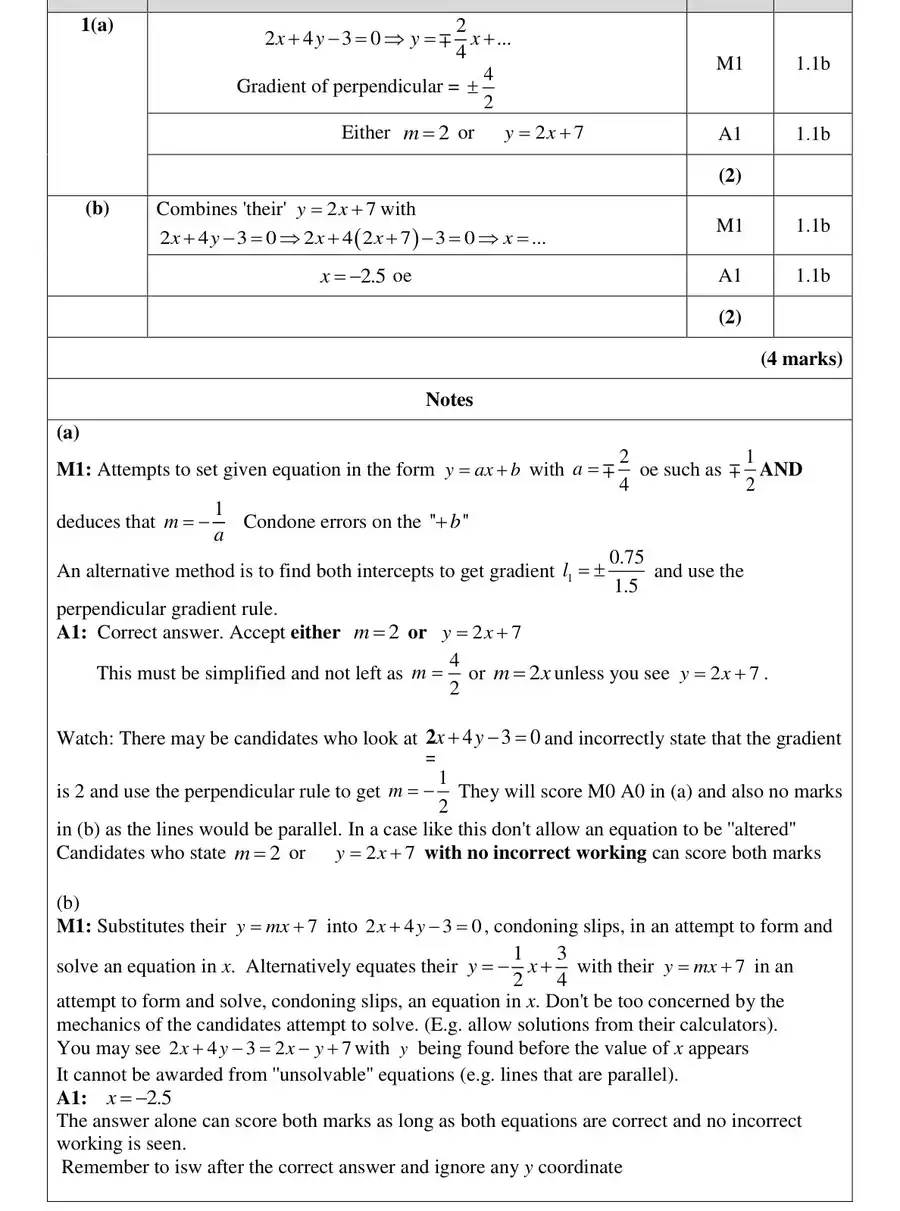 1(a)
2x + 4y − 3 = 0 ⇒ y = ∓ 2/4 x + ...
Gradient of perpendicular = ± 4/2
M1
1.1b
Either m = 2 or y = 2x + 7
A1
1.1b
(2)
(b)
Combines 'their' y = 2x + 7 with
2x + 4y − 3 = 0 ⇒ 2x + 4(2x + 7) − 3 = 0 ⇒ x = ...
M1
1.1b
x = −2.5 oe
A1
1.1b
(2)
(4 marks)
Notes
(a)
M1: Attempts to set given equation in the form y = ax + b with a = ∓ 2/4 oe such as ∓ 1/2 AND
deduces that m = − 1/a Condone errors on the "+b"
An alternative method is to find both intercepts to get gradient l₁ = ± 0.75/1.5 and use the
perpendicular gradient rule.
A1: Correct answer. Accept either m = 2 or y = 2x + 7
This must be simplified and not left as m = 4/2 or m = 2x unless you see y = 2x + 7 .
Watch: There may be candidates who look at 2x + 4y − 3 = 0 and incorrectly state that the gradient
=
is 2 and use the perpendicular rule to get m = − 1/2 They will score M0 A0 in (a) and also no marks
in (b) as the lines would be parallel. In a case like this don't allow an equation to be "altered"
Candidates who state m = 2 or y = 2x + 7 with no incorrect working can score both marks
(b)
M1: Substitutes their y = mx + 7 into 2x + 4y − 3 = 0 , condoning slips, in an attempt to form and
solve an equation in x. Alternatively equates their y = − 1/2 x + 3/4 with their y = mx + 7 in an
attempt to form and solve, condoning slips, an equation in x. Don't be too concerned by the
mechanics of the candidates attempt to solve. (E.g. allow solutions from their calculators).
You may see 2x + 4y − 3 = 2x − y + 7 with y being found before the value of x appears
It cannot be awarded from "unsolvable" equations (e.g. lines that are parallel).
A1: x = −2.5
The answer alone can score both marks as long as both equations are correct and no incorrect
working is seen.
Remember to isw after the correct answer and ignore any y coordinate